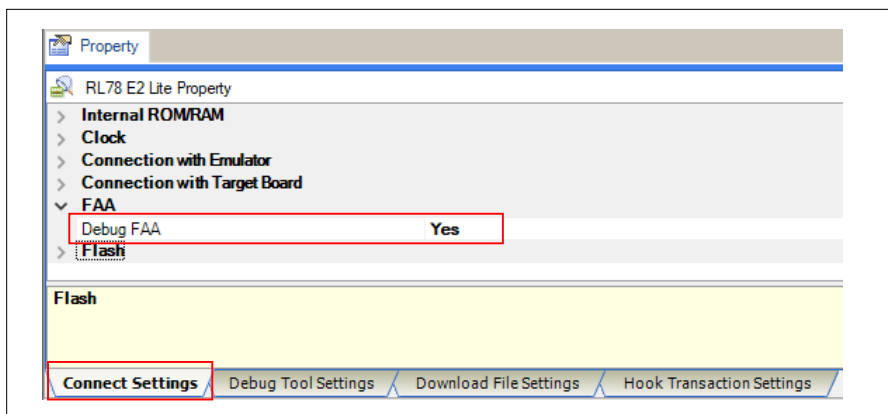 Property
RL78 E2 Lite Property
Internal ROM/RAM
Clock
Connection with Emulator
Connection with Target Board
FAA
Debug FAA Yes
Flash
Flash
Connect Settings Debug Tool Settings Download File Settings Hook Transaction Settings